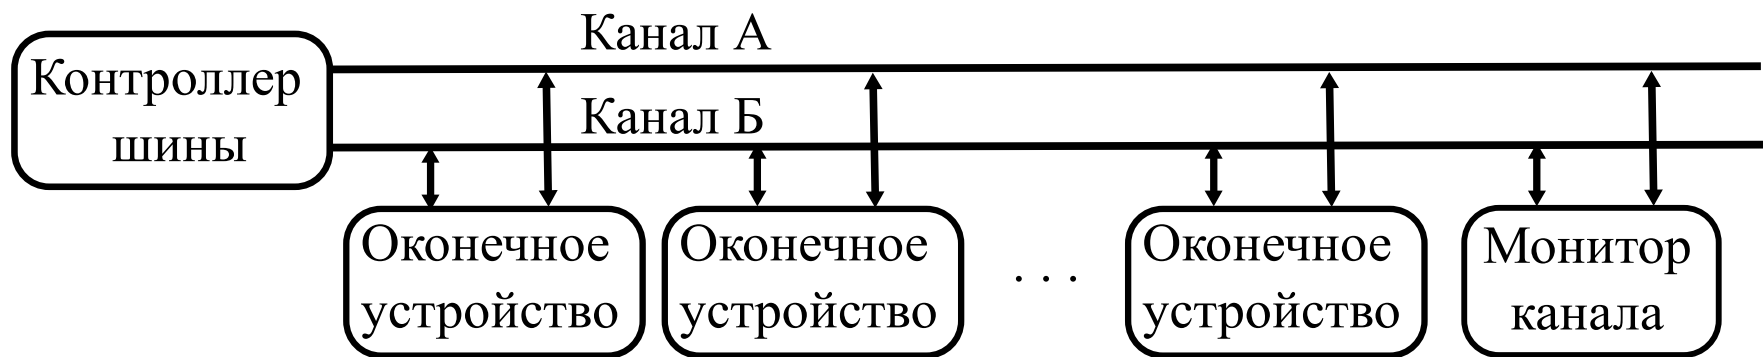 Канал А
Контроллер
шины
Канал Б
Оконечное
устройство
Оконечное
устройство
. . .
Оконечное
устройство
Монитор
канала